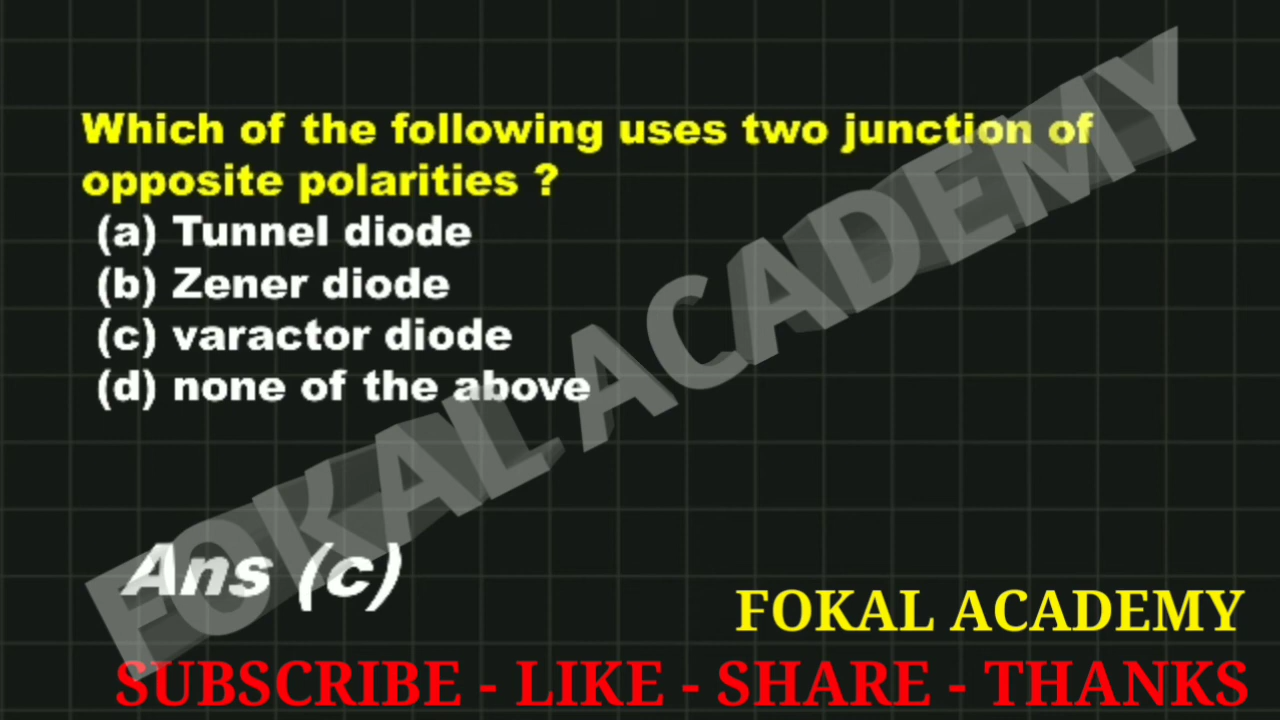 Which of the following uses two junction of
opposite polarities ?
(a) Tunnel diode
(b) Zener diode
(c) varactor diode
(d) none of the above
FOKAL ACADEMY
Ans (c)
FOKAL ACADEMY
SUBSCRIBE - LIKE - SHARE - THANKS